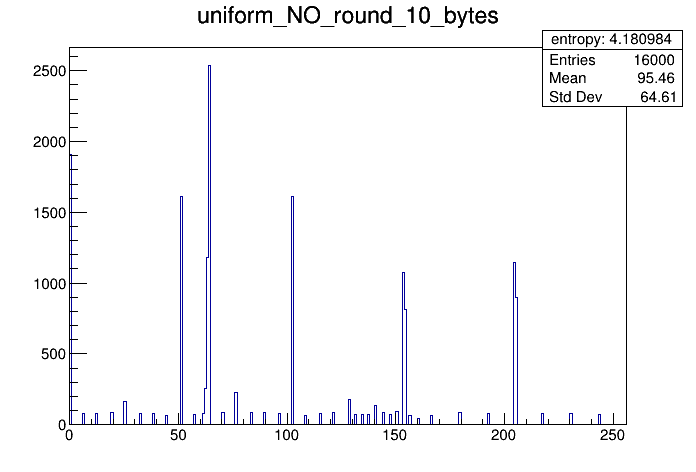 uniform_NO_round_10_bytes
entropy: 4.180984
Entries 16000
Mean 95.46
Std Dev 64.61
2500
2000
1500
1000
500
0
0 50 100 150 200 250